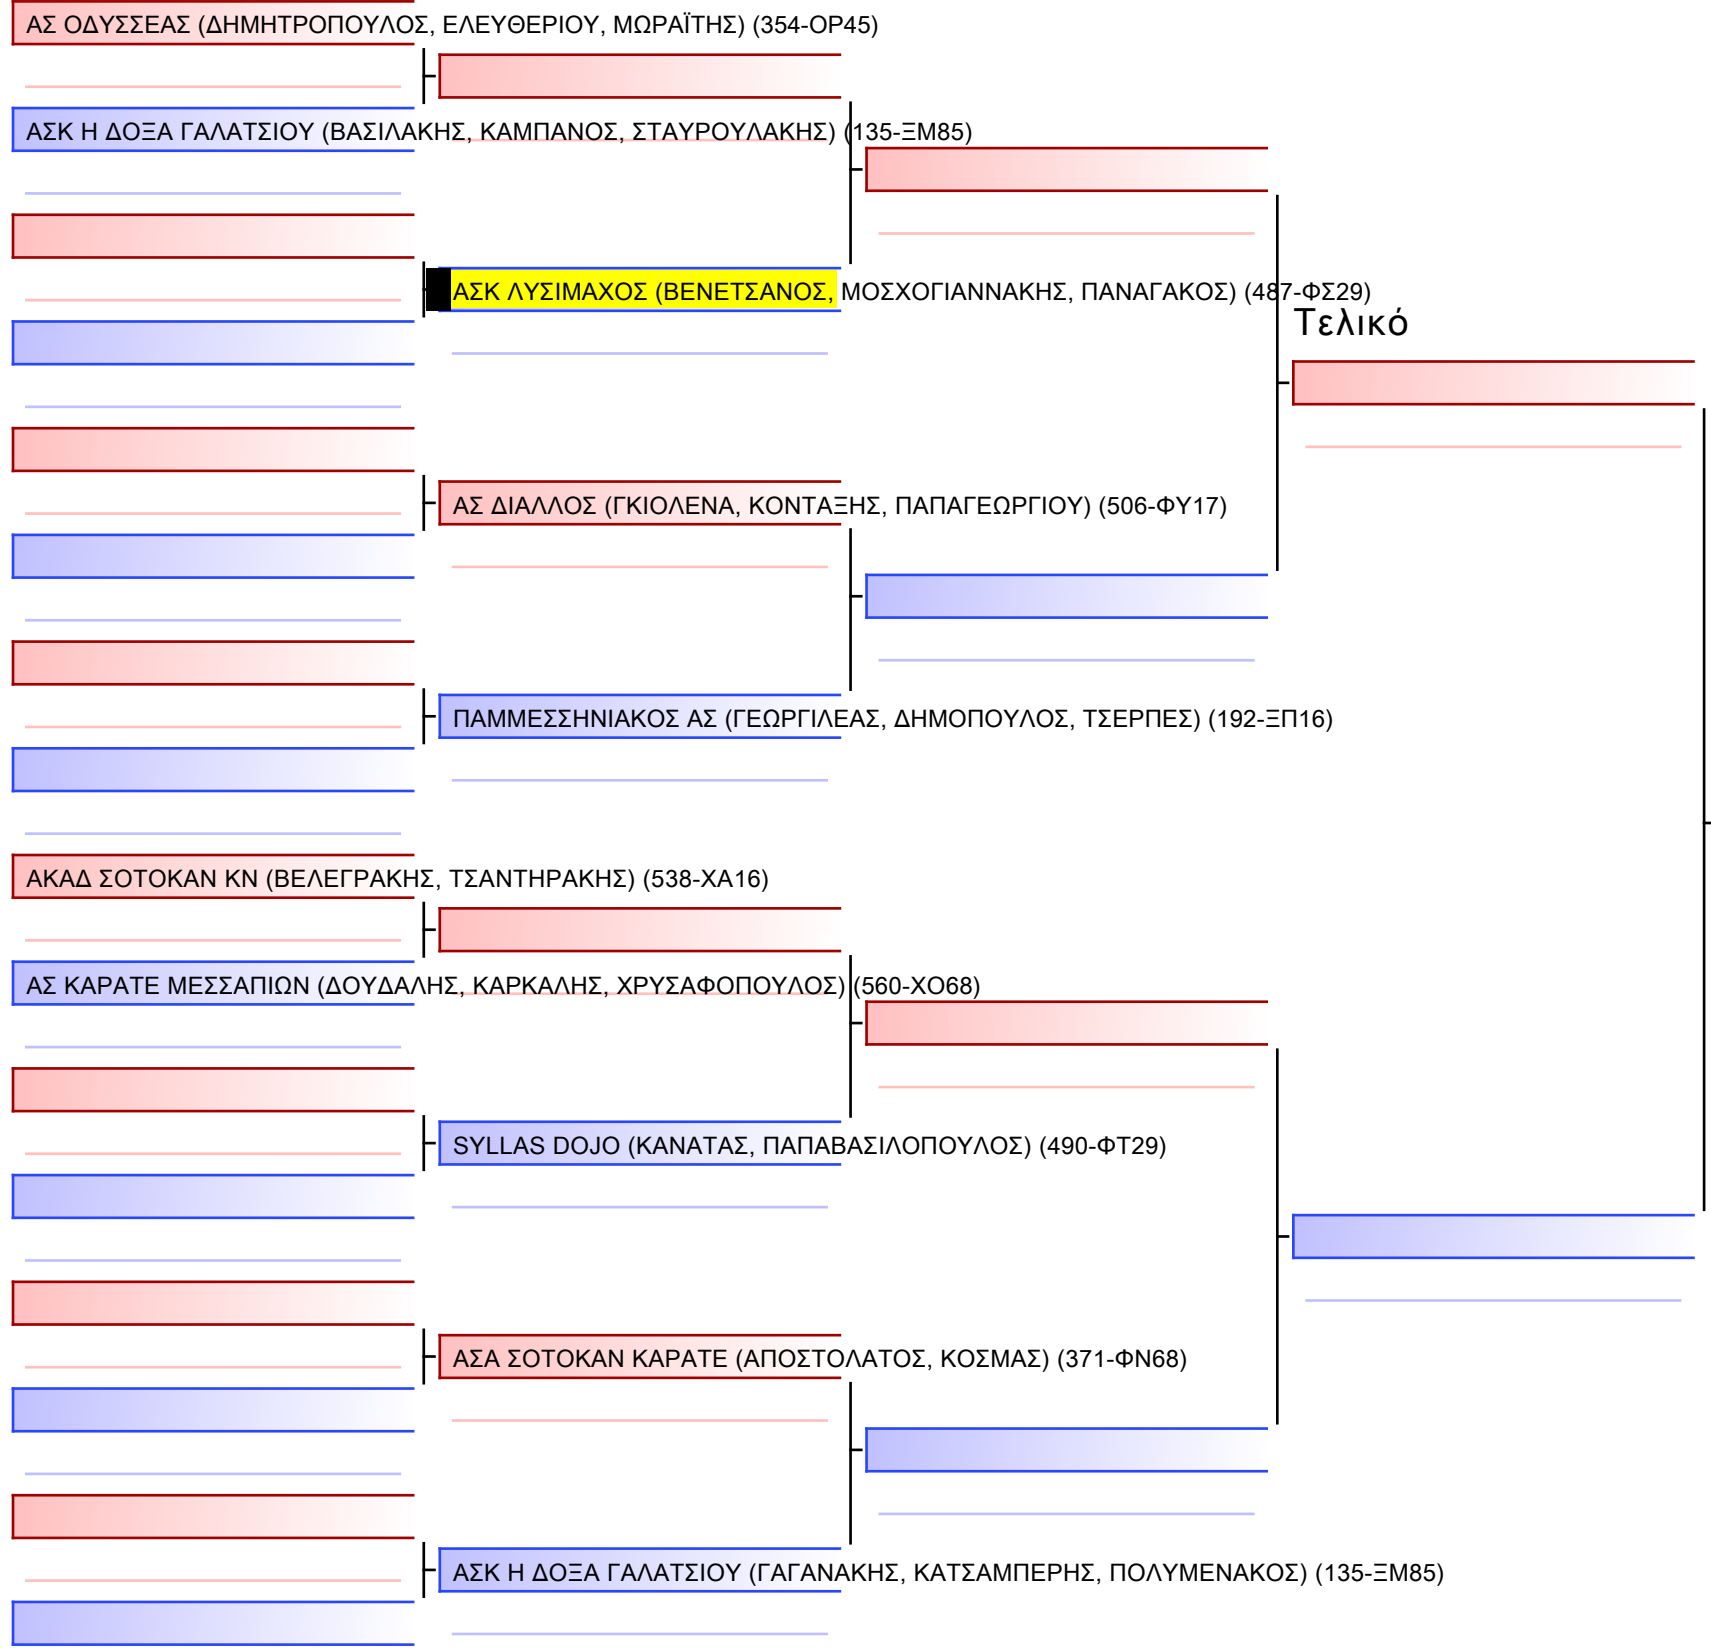 ΑΣ ΟΔΥΣΣΕΑΣ (ΔΗΜΗΤΡΟΠΟΥΛΟΣ, ΕΛΕΥΘΕΡΙΟΥ, ΜΩΡΑΪΤΗΣ) (354-ΟΡ45)
ΑΣΚ Η ΔΟΞΑ ΓΑΛΑΤΣΙΟΥ (ΒΑΣΙΛΑΚΗΣ, ΚΑΜΠΑΝΟΣ, ΣΤΑΥΡΟΥΛΑΚΗΣ) (135-ΞΜ85)
ΑΣΚ ΛΥΣΙΜΑΧΟΣ (ΒΕΝΕΤΣΑΝΟΣ, ΜΟΣΧΟΓΙΑΝΝΑΚΗΣ, ΠΑΝΑΓΑΚΟΣ) (487-ΦΣ29)
Τελικό
ΑΣ ΔΙΑΛΛΟΣ (ΓΚΙΟΛΕΝΑ, ΚΟΝΤΑΞΗΣ, ΠΑΠΑΓΕΩΡΓΙΟΥ) (506-ΦΥ17)
ΠΑΜΜΕΣΣΗΝΙΑΚΟΣ ΑΣ (ΓΕΩΡΓΙΛΕΑΣ, ΔΗΜΟΠΟΥΛΟΣ, ΤΣΕΡΠΕΣ) (192-ΞΠ16)
ΑΚΑΔ ΣΟΤΟΚΑΝ ΚΝ (ΒΕΛΕΓΡΑΚΗΣ, ΤΣΑΝΤΗΡΑΚΗΣ) (538-ΧΑ16)
ΑΣ ΚΑΡΑΤΕ ΜΕΣΣΑΠΙΩΝ (ΔΟΥΔΑΛΗΣ, ΚΑΡΚΑΛΗΣ, ΧΡΥΣΑΦΟΠΟΥΛΟΣ) (560-ΧΟ68)
SYLLAS DOJO (ΚΑΝΑΤΑΣ, ΠΑΠΑΒΑΣΙΛΟΠΟΥΛΟΣ) (490-ΦΤ29)
ΑΣΑ ΣΟΤΟΚΑΝ ΚΑΡΑΤΕ (ΑΠΟΣΤΟΛΑΤΟΣ, ΚΟΣΜΑΣ) (371-ΦΝ68)
ΑΣΚ Η ΔΟΞΑ ΓΑΛΑΤΣΙΟΥ (ΓΑΓΑΝΑΚΗΣ, ΚΑΤΣΑΜΠΕΡΗΣ, ΠΟΛΥΜΕΝΑΚΟΣ) (135-ΞΜ85)